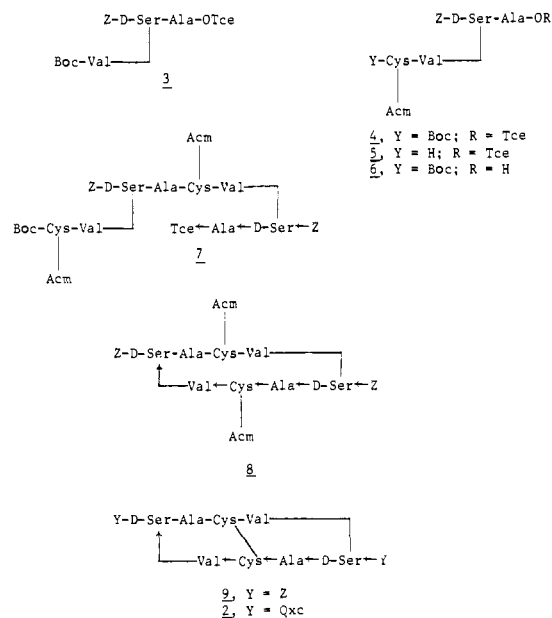 Z-D-Ser-Ala-OTce
Boc-Val
3
Z-D-Ser-Ala-OR
Y-Cys-Val
Acm
4, Y = Boc; R = Tce
5, Y = H; R = Tce
6, Y = Boc; R = H
Acm
Z-D-Ser-Ala-Cys-Val
Boc-Cys-Val
Tce←Ala←D-Ser←Z
Acm
7
Acm
Z-D-Ser-Ala-Cys-Val
Val←Cys←Ala←D-Ser←Z
Acm
8
Y-D-Ser-Ala-Cys-Val
Val←Cys←Ala←D-Ser←Y
9, Y = Z
2, Y = Qxc